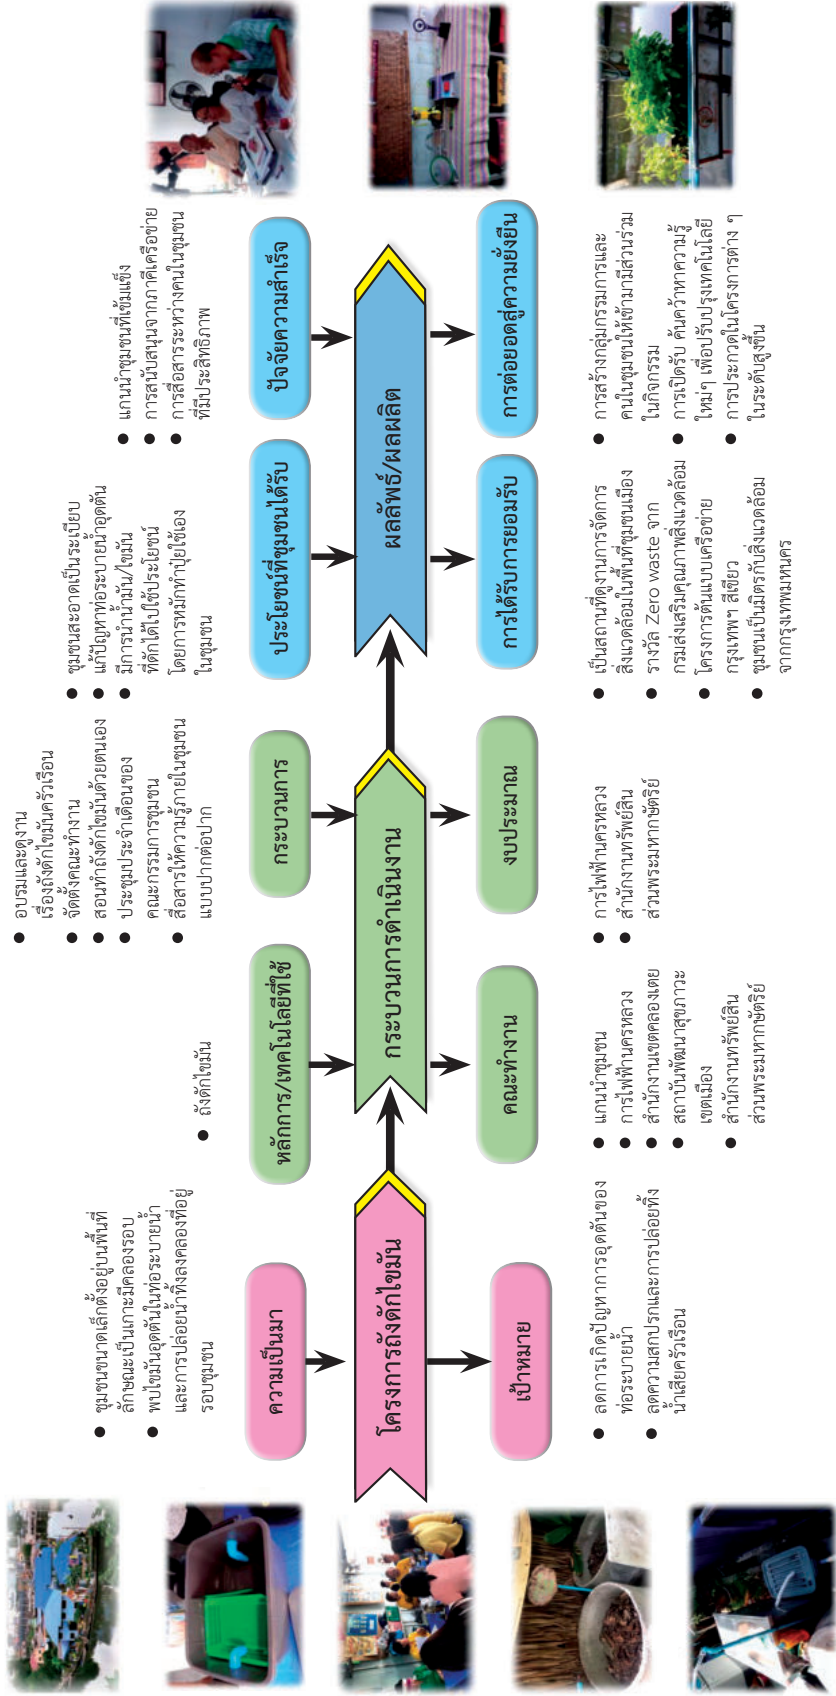 ความเป็นมา
● ชุมชนขนาดเล็กตั้งอยู่บนพื้นที่
ลักษณะเป็นเกาะมีคลองรอบ
● พบไขมันอุดตันในท่อระบายน้ำ
และการปล่อยน้ำทิ้งลงคลองที่อยู่
รอบชุมชน
โครงการถังดักไขมัน
เป้าหมาย
● ลดการเกิดปัญหาการอุดตันของ
ท่อระบายน้ำ
● ลดความสกปรกและการปล่อยทิ้ง
น้ำเสียครัวเรือน
หลักการ/เทคโนโลยีที่ใช้
● ถังดักไขมัน
กระบวนการ
● อบรมและดูงาน
เรื่องถังดักไขมันครัวเรือน
● จัดตั้งคณะทำงาน
● สอนทำถังดักไขมันด้วยตนเอง
● ประชุมประจำเดือนของ
คณะกรรมการชุมชน
● สื่อสารให้ความรู้ภายในชุมชน
แบบปากต่อปาก
กระบวนการดำเนินงาน
คณะทำงาน
● แกนนำชุมชน
● การไฟฟ้านครหลวง
● สำนักงานเขตคลองเตย
● สถาบันพัฒนาสุขภาวะ
เขตเมือง
● สำนักงานทรัพย์สิน
ส่วนพระมหากษัตริย์
งบประมาณ
● การไฟฟ้านครหลวง
● สำนักงานทรัพย์สิน
ส่วนพระมหากษัตริย์
ประโยชน์ที่ชุมชนได้รับ
● ชุมชนสะอาดเป็นระเบียบ
● แก้ปัญหาท่อระบายน้ำอุดตัน
● มีการนำน้ำมัน/ไขมัน
ที่ดักได้ไปใช้ประโยชน์
โดยการหมักทำปุ๋ยใช้เอง
ในชุมชน
ปัจจัยความสำเร็จ
● แกนนำชุมชนที่เข้มแข็ง
● การสนับสนุนจากภาคีเครือข่าย
● การสื่อสารระหว่างคนในชุมชน
ที่มีประสิทธิภาพ
ผลลัพธ์/ผลผลิต
การได้รับการยอมรับ
● เป็นสถานที่ดูงานการจัดการ
สิ่งแวดล้อมในพื้นที่ชุมชนเมือง
● รางวัล Zero waste จาก
กรมส่งเสริมคุณภาพสิ่งแวดล้อม
● โครงการต้นแบบเครือข่าย
กรุงเทพฯ สีเขียว
● ชุมชนเป็นมิตรกับสิ่งแวดล้อม
จากกรุงเทพมหานคร
การต่อยอดสู่ความยั่งยืน
● การสร้างกลุ่มกรรมการและ
คนในชุมชนให้เข้ามามีส่วนร่วม
ในกิจกรรม
● การเปิดรับ ค้นคว้าหาความรู้
ใหม่ๆ เพื่อปรับปรุงเทคโนโลยี
● การประกวดในโครงการต่าง ๆ
ในระดับสูงขึ้น